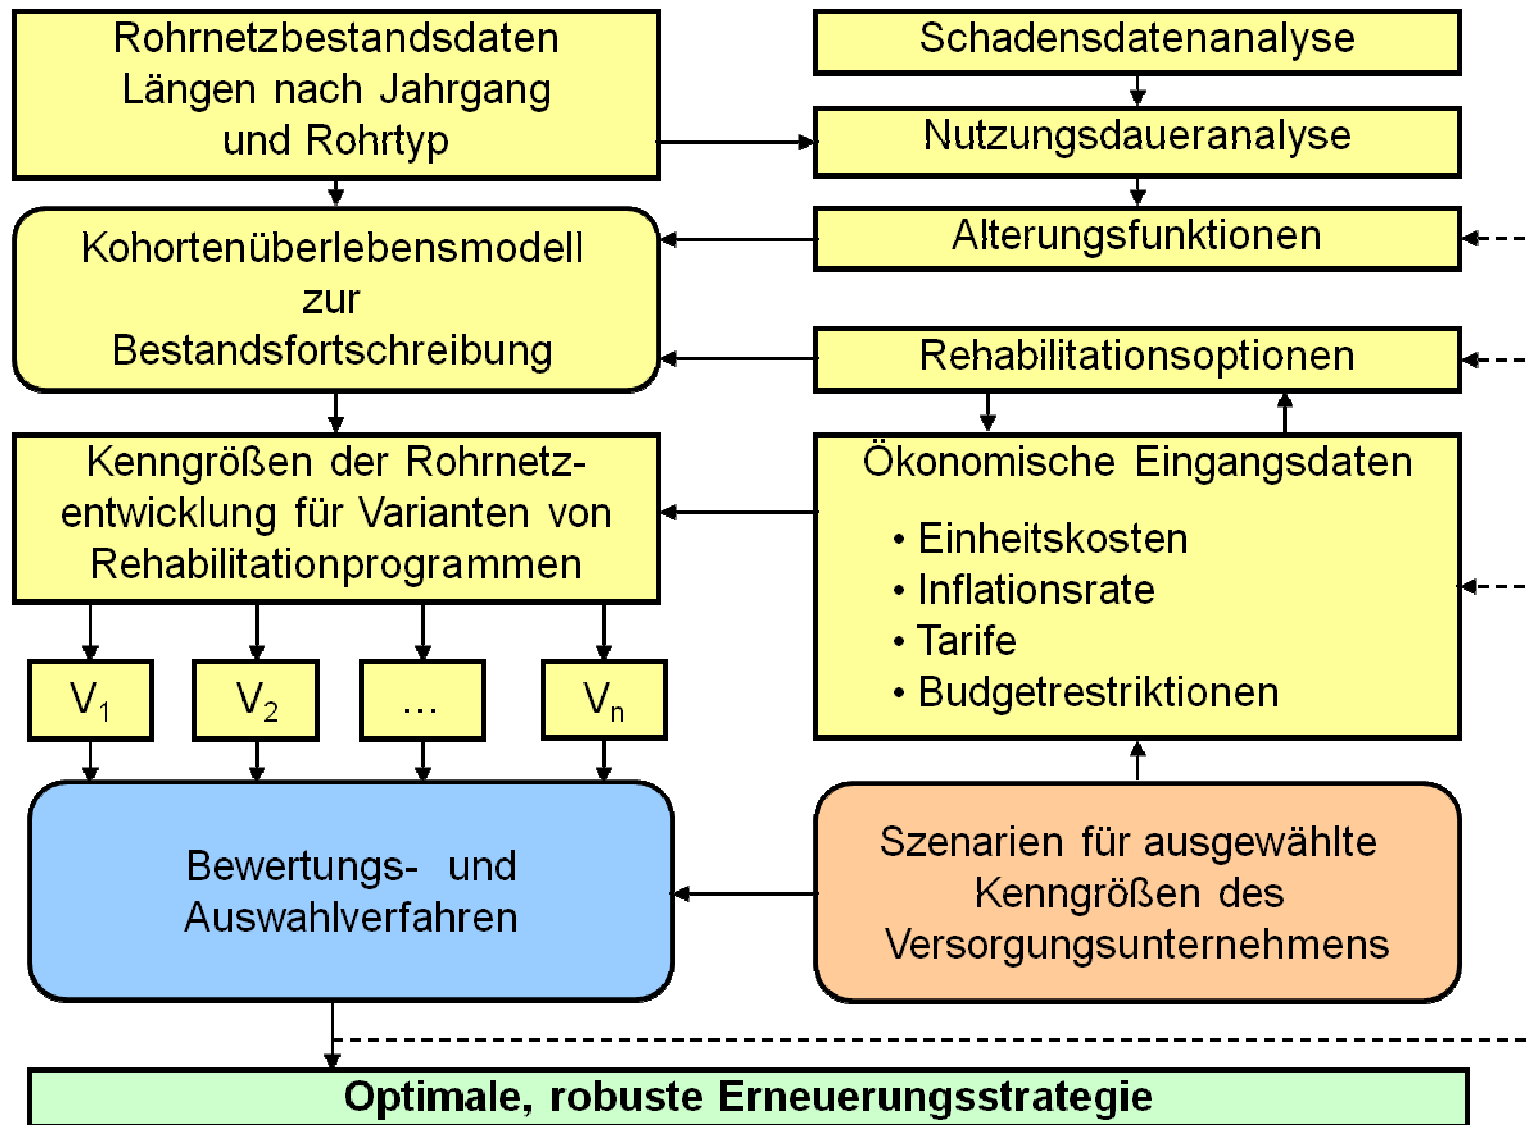 Rohrnetzbestandsdaten
Längen nach Jahrgang
und Rohrtyp
Schadensdatenanalyse
Nutzungsdaueranalyse
Alterungsfunktionen
Kohortenüberlebensmodell
zur
Bestandsfortschreibung
Rehabilitationsoptionen
Kenngrößen der Rohrnetz-
entwicklung für Varianten von
Rehabilitationprogrammen
Ökonomische Eingangsdaten
• Einheitskosten
• Inflationsrate
• Tarife
• Budgetrestriktionen
V1
V2
...
Vn
Bewertungs- und
Auswahlverfahren
Szenarien für ausgewählte
Kenngrößen des
Versorgungsunternehmens
Optimale, robuste Erneuerungsstrategie